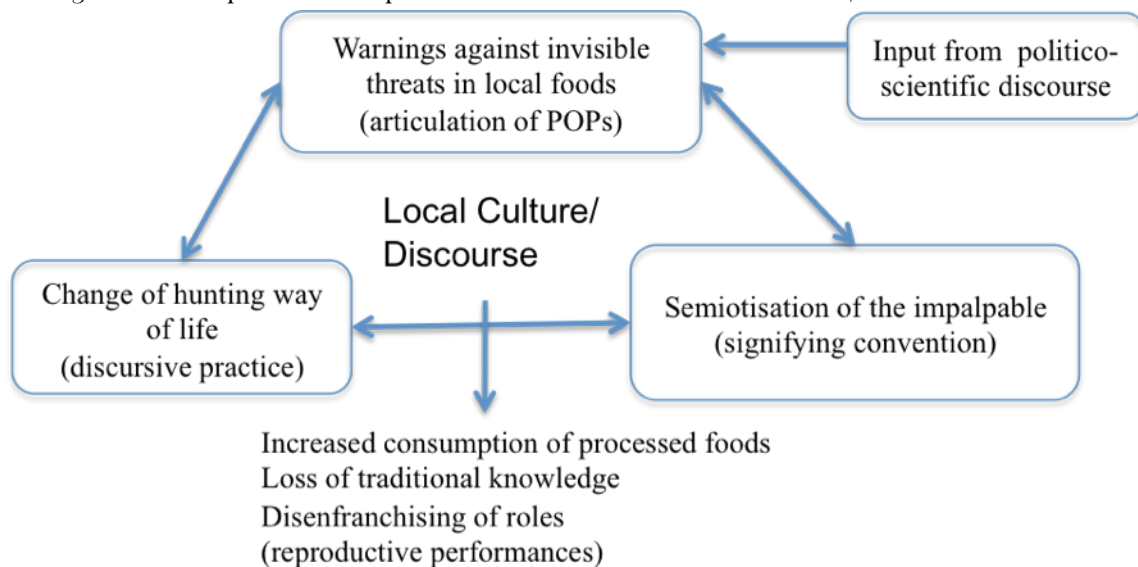 Warnings against invisible
threats in local foods
(articulation of POPs)
Input from politico-
scientific discourse
Local Culture/
Discourse
Change of hunting way
of life
(discursive practice)
Semiotisation of the impalpable
(signifying convention)
Increased consumption of processed foods
Loss of traditional knowledge
Disenfranchising of roles
(reproductive performances)